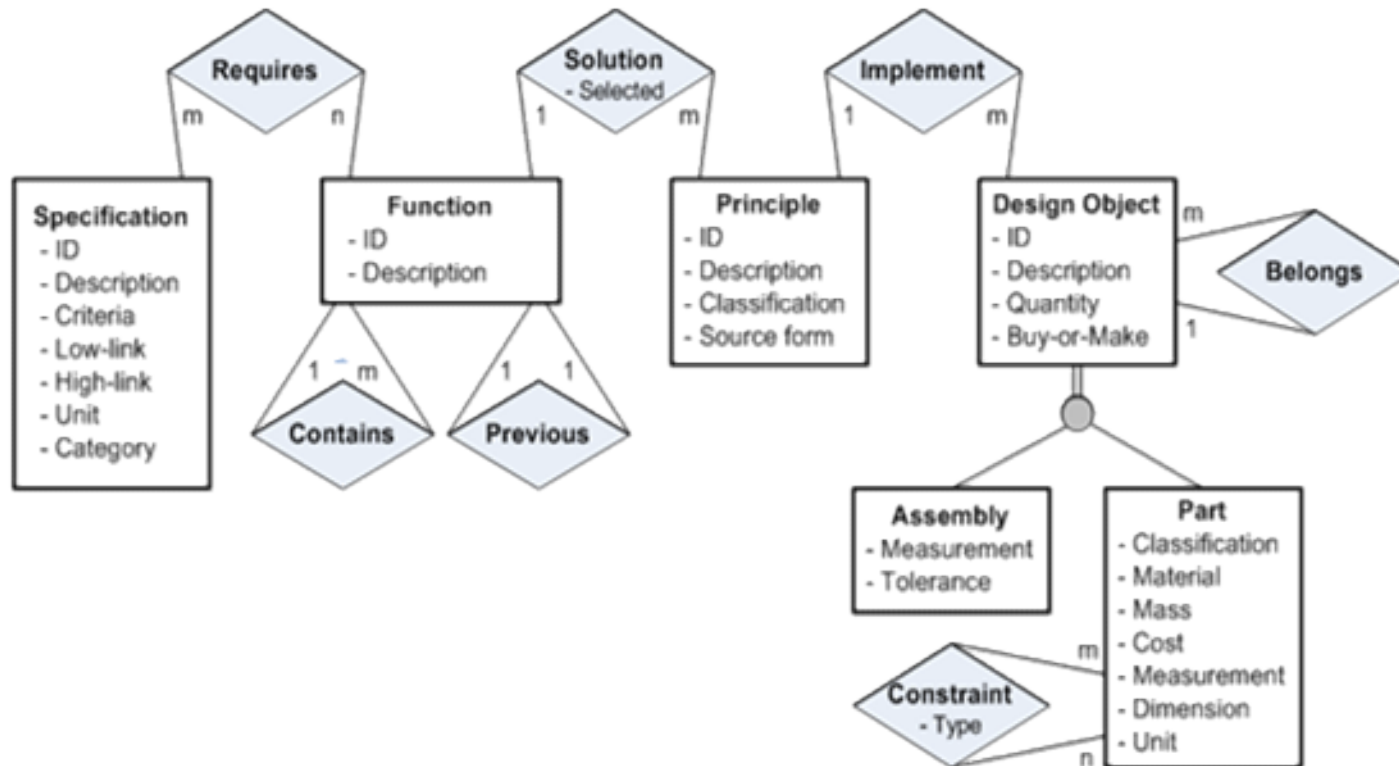 Requires
m
n
Solution
- Selected
1
m
Implement
1
m
Specification
- ID
- Description
- Criteria
- Low-link
- High-link
- Unit
- Category
Function
- ID
- Description
1
m
Contains
1
1
Previous
Principle
- ID
- Description
- Classification
- Source form
Design Object
- ID
- Description
- Quantity
- Buy-or-Make
m
Belongs
1
Assembly
- Measurement
- Tolerance
Part
- Classification
- Material
- Mass
- Cost
- Measurement
- Dimension
- Unit
m
Constraint
- Type
n